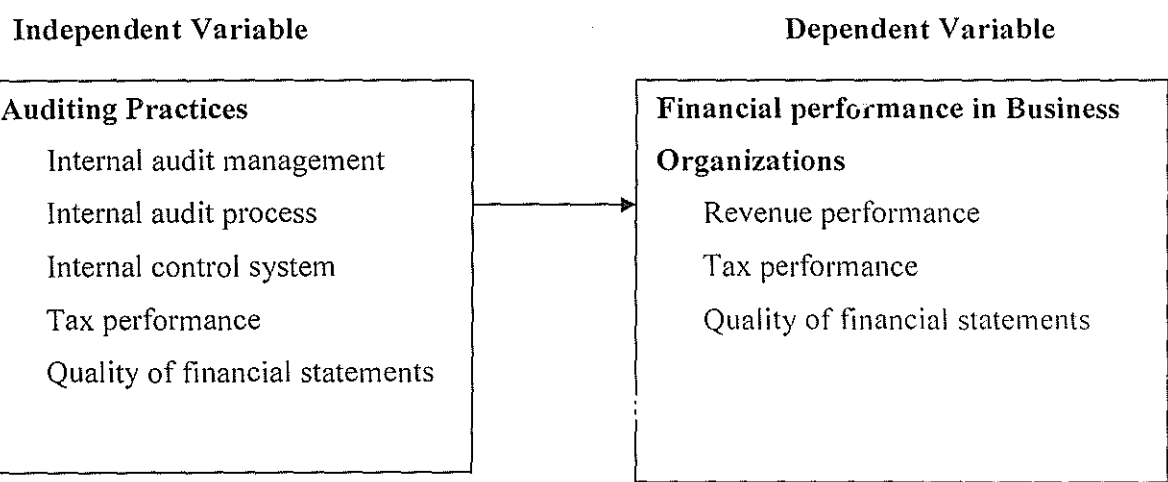 Independent Variable
Dependent Variable
Auditing Practices
Internal audit management
Internal audit process
Internal control system
Tax performance
Quality of financial statements
Financial performance in Business
Organizations
Revenue performance
Tax performance
Quality of financial statements